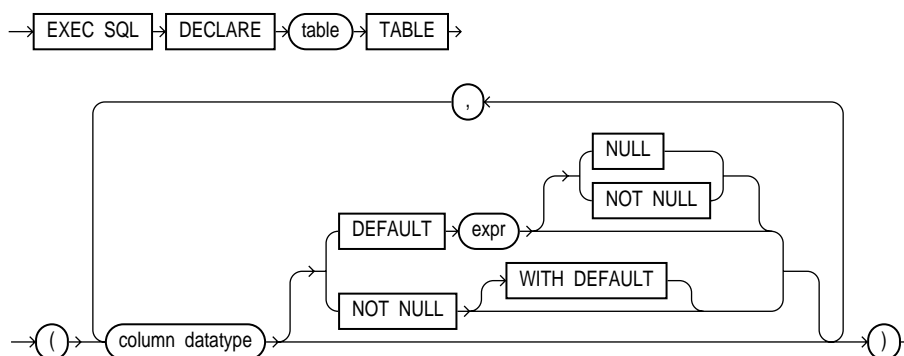 EXEC SQL DECLARE table TABLE
,
NULL
NOT NULL
DEFAULT expr
WITH DEFAULT
NOT NULL
( column datatype )